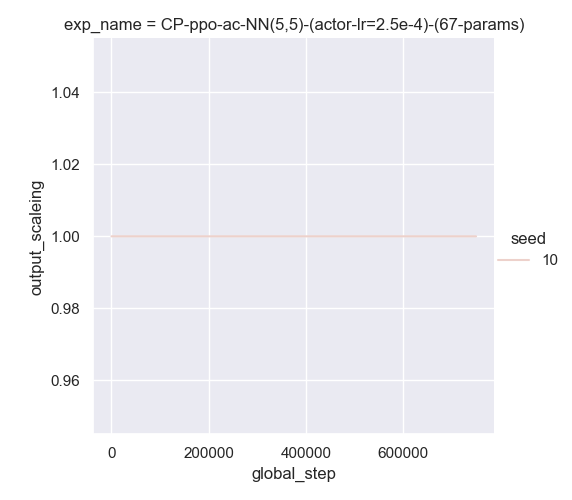 exp_name = CP-ppo-ac-NN(5,5)-(actor-lr=2.5e-4)-(67-params)
1.04
1.02
1.00
0.98
0.96
output_scaleing
0
200000
400000
600000
global_step
seed
10